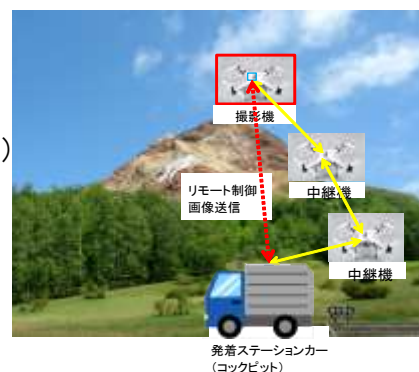 撮影機
)
中継機
リモート制御
画像送信
中継機
発着ステーションカー
(コックピット)